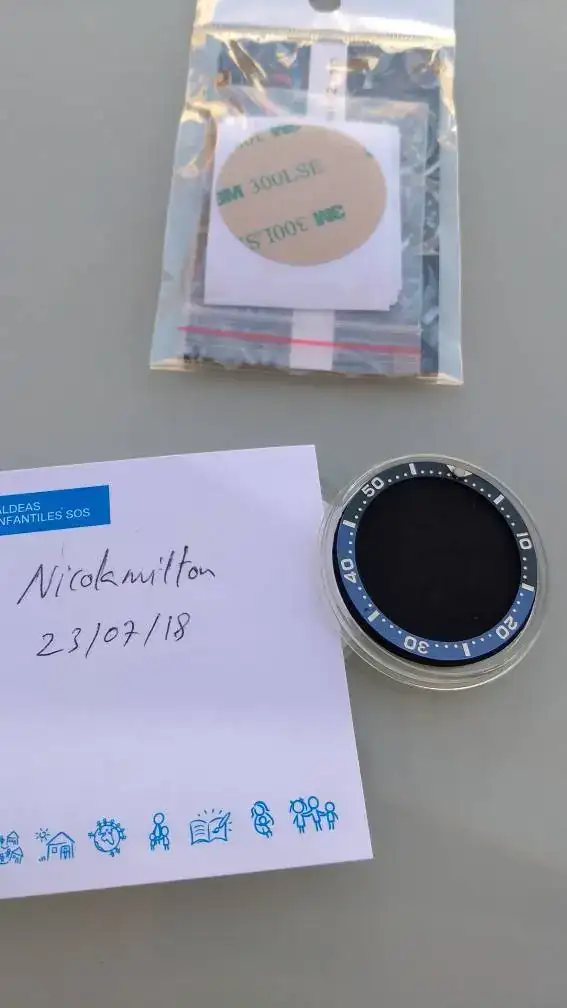 3M 300LSE
300LSE 3M
ALDEAS
INFANTILES SOS
Nicolamilton
23/07/18
50
10
40
20
30